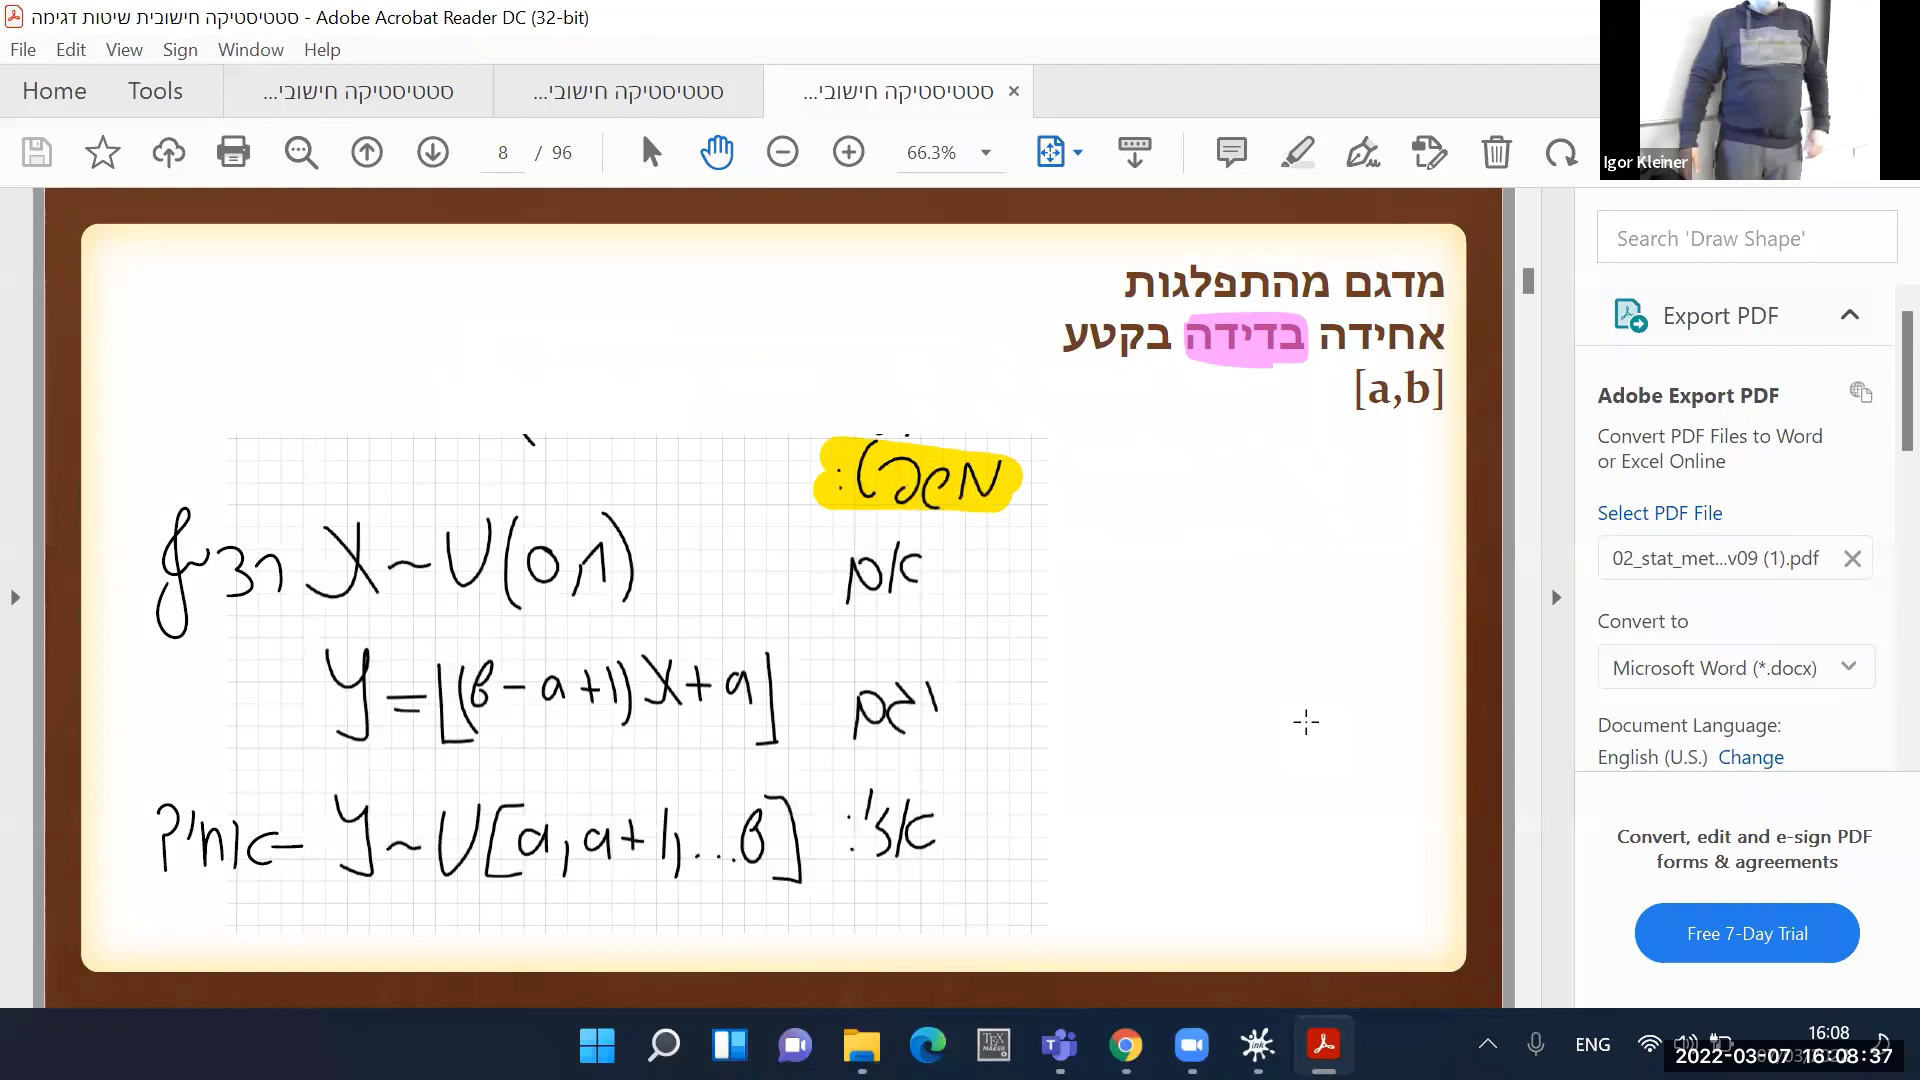 סטטיסטיקה חישובית שיטות דגימה - Adobe Acrobat Reader DC (32-bit)
File Edit View Sign Window Help
Home Tools סטטיסטיקה חישובי... סטטיסטיקה חישובי... סטטיסטיקה חישובי...
8 / 96 66.3%
Igor Kleiner
מדגם מהתפלגות
אחידה בדידה בקטע
[a,b]
משפט:
אם X~U(0,1) רציף
וגם Y=⌊(b-a+1)X+a⌋
אז: Y~U[a,a+1,...b]
Search 'Draw Shape'
Export PDF
Adobe Export PDF
Convert PDF Files to Word
or Excel Online
Select PDF File
02_stat_met...v09 (1).pdf
Convert to
Microsoft Word (*.docx)
Document Language:
English (U.S.) Change
Convert, edit and e-sign PDF
forms & agreements
Free 7-Day Trial
ENG
16:08
2022-03-07 16:08:37